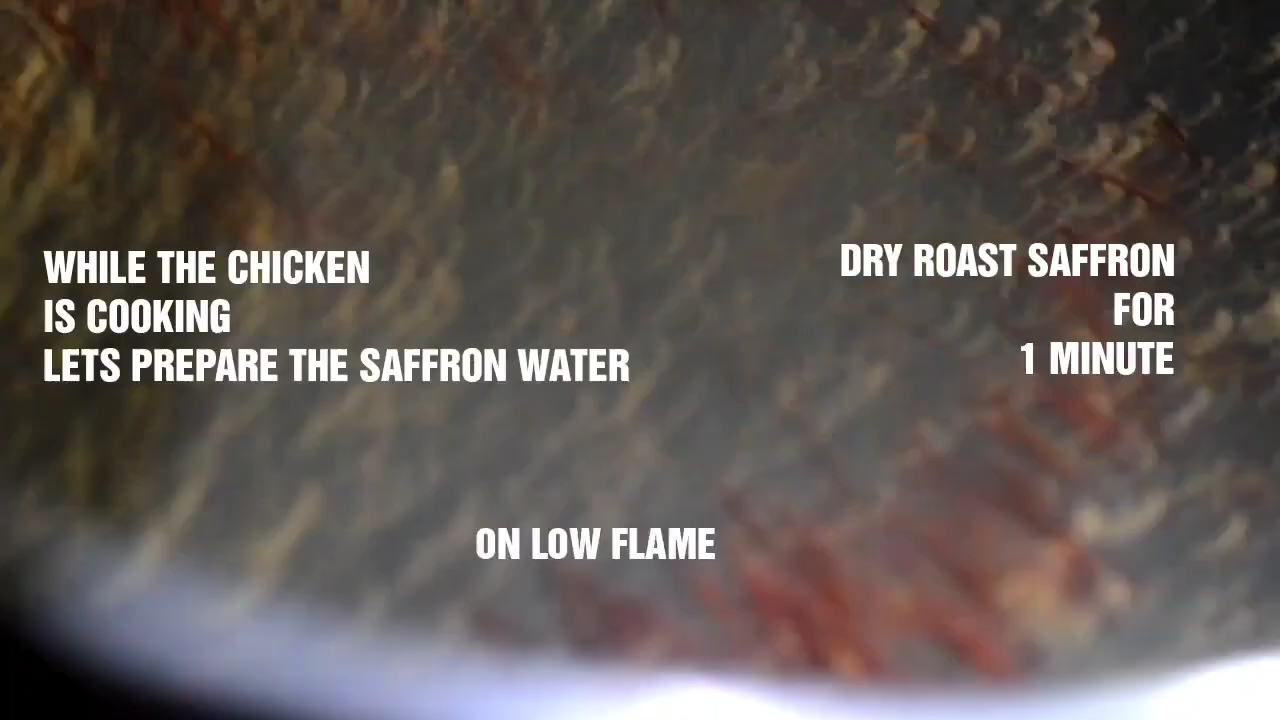 WHILE THE CHICKEN
IS COOKING
LETS PREPARE THE SAFFRON WATER
DRY ROAST SAFFRON
FOR
1 MINUTE
ON LOW FLAME